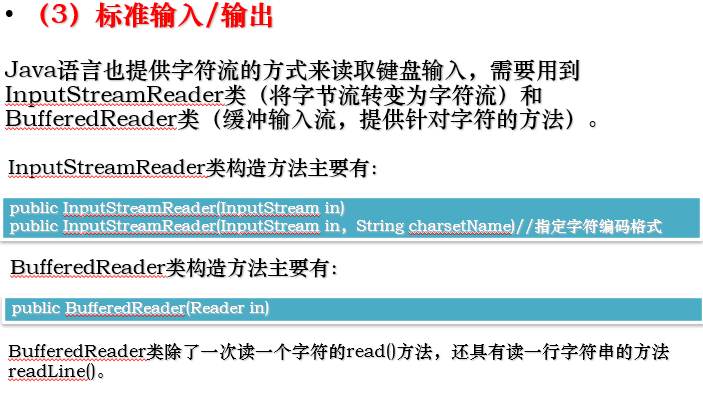 • （3）标准输入/输出
Java语言也提供字符流的方式来读取键盘输入，需要用到
InputStreamReader类（将字节流转变为字符流）和
BufferedReader类（缓冲输入流，提供针对字符的方法）。
InputStreamReader类构造方法主要有:
public InputStreamReader(InputStream in)
public InputStreamReader(InputStream in，String charsetName)//指定字符编码格式
BufferedReader类构造方法主要有:
public BufferedReader(Reader in)
BufferedReader类除了一次读一个字符的read()方法，还具有读一行字符串的方法
readLine()。